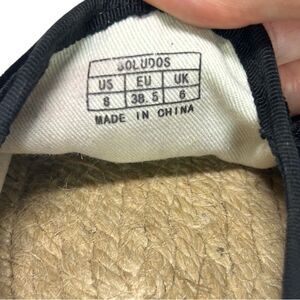 SOLUDOS
US EU UK
8 38.5 6
MADE IN CHINA